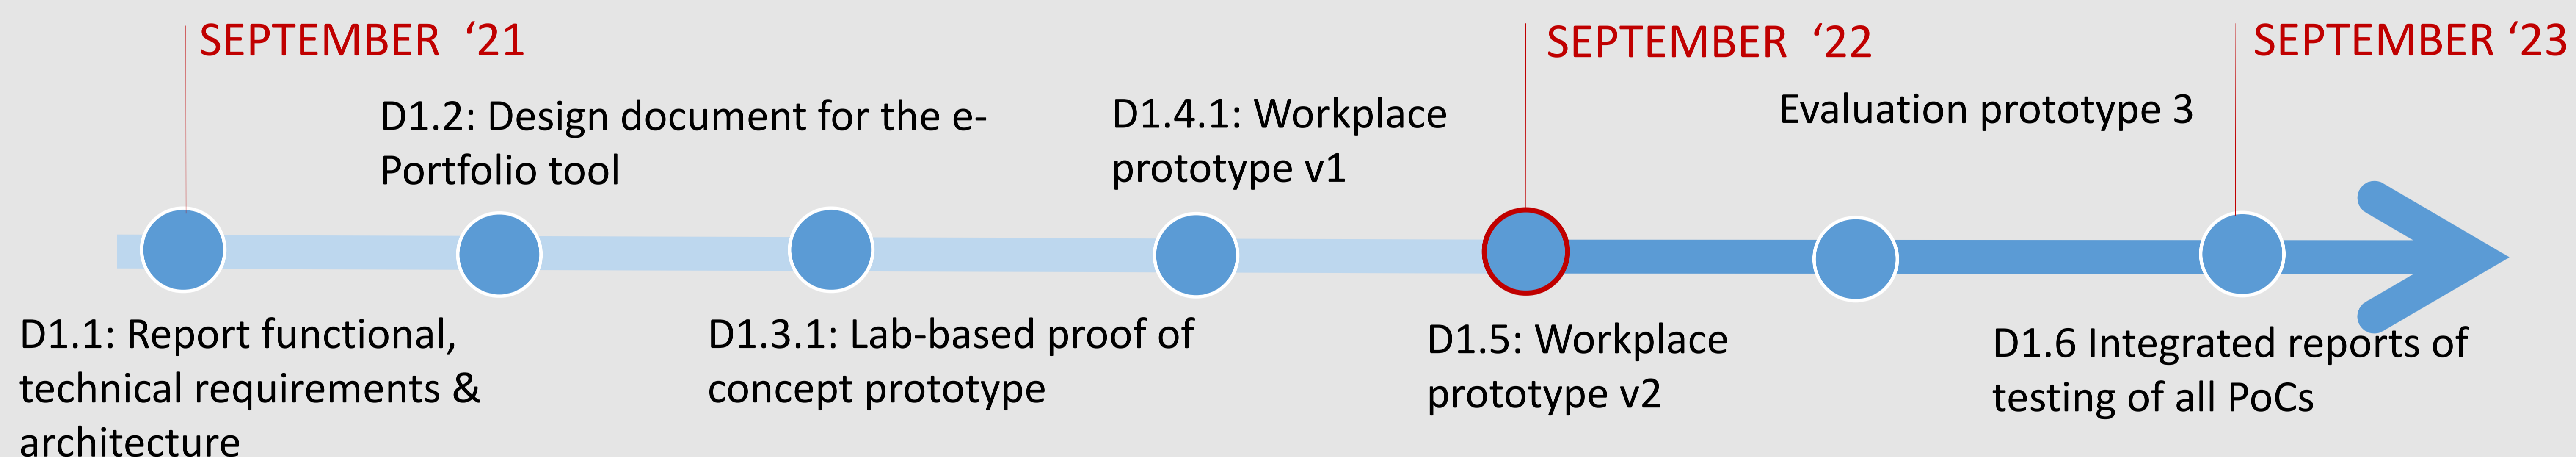 SEPTEMBER ‘21
SEPTEMBER ‘22
SEPTEMBER ‘23
D1.2: Design document for the e-
Portfolio tool
D1.4.1: Workplace
prototype v1
Evaluation prototype 3
D1.1: Report functional,
technical requirements &
architecture
D1.3.1: Lab-based proof of
concept prototype
D1.5: Workplace
prototype v2
D1.6 Integrated reports of
testing of all PoCs